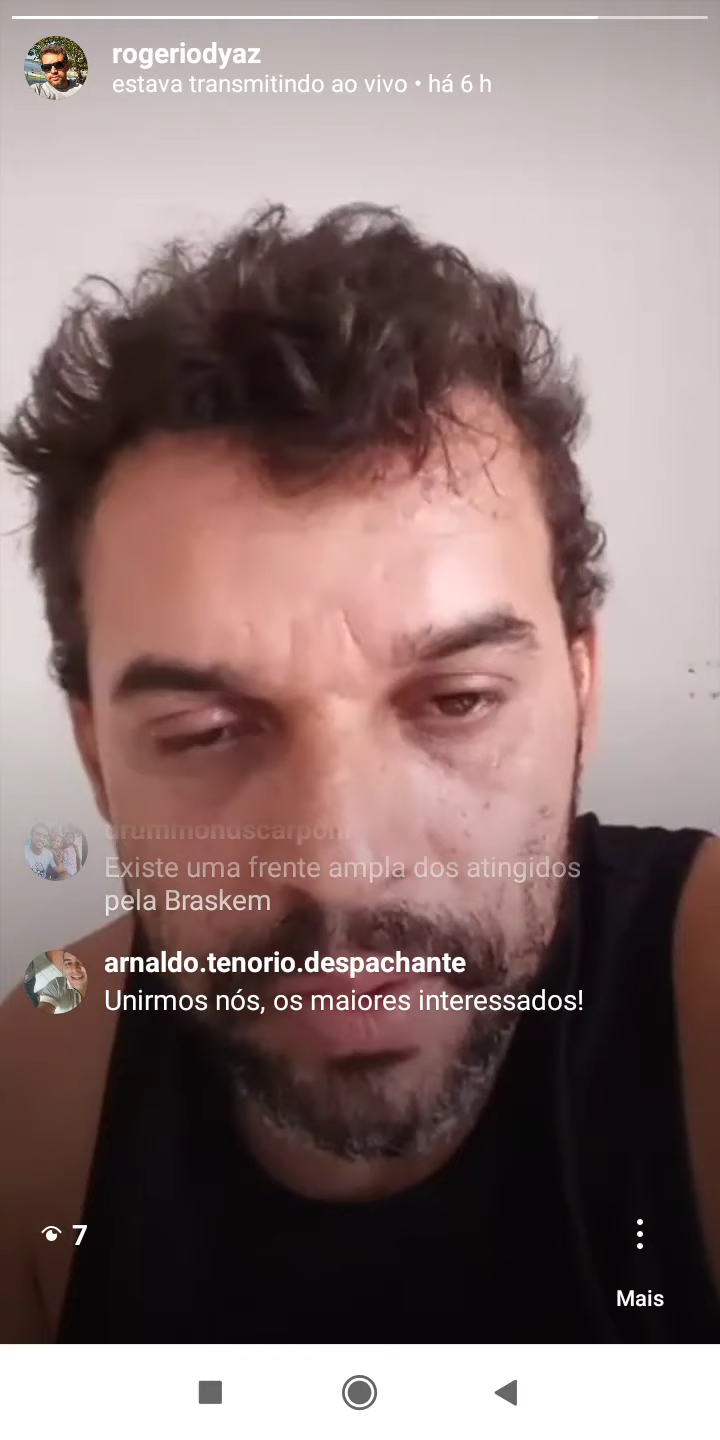 rogeriodyaz
estava transmitindo ao vivo • há 6 h
drummondscarponi
Existe uma frente ampla dos atingidos
pela Braskem
arnaldo.tenorio.despachante
Unirmos nós, os maiores interessados!
7
Mais